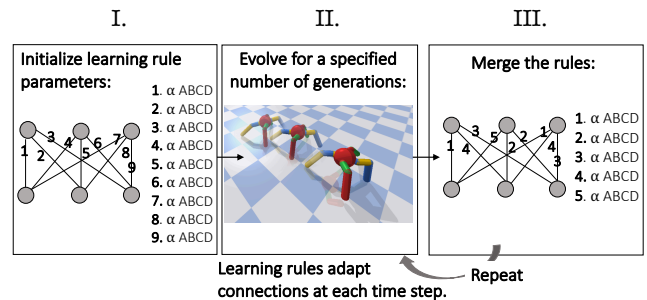 I.
II.
III.
Initialize learning rule
parameters:
1. α ABCD
2. α ABCD
3. α ABCD
4. α ABCD
5. α ABCD
6. α ABCD
7. α ABCD
8. α ABCD
9. α ABCD
1 2 3 4 5 6 7 8 9
Evolve for a specified
number of generations:
Learning rules adapt
connections at each time step.
Merge the rules:
1 4 3 5 2 2 1 4 3
1. α ABCD
2. α ABCD
3. α ABCD
4. α ABCD
5. α ABCD
Repeat